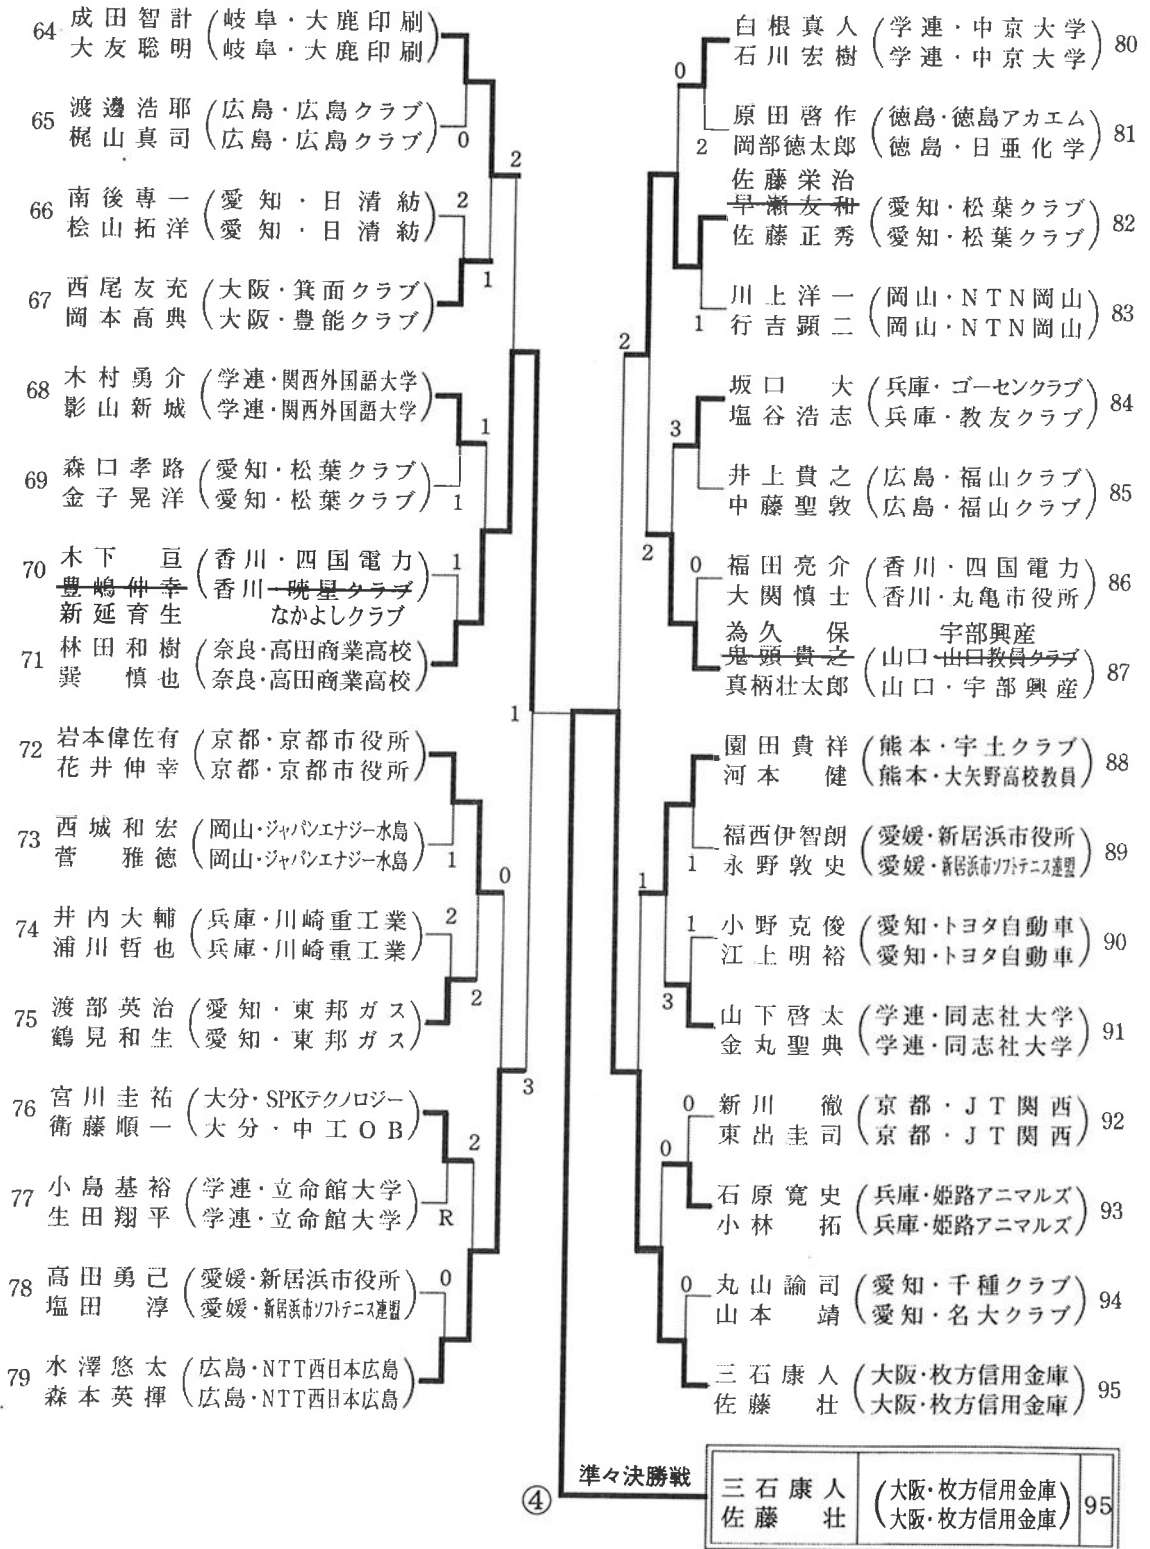 64 成田智計 (岐阜・大鹿印刷)
大友聡明 (岐阜・大鹿印刷)
65 渡邊浩耶 (広島・広島クラブ)
梶山真司 (広島・広島クラブ)
0
2
66 南後専一 (愛知・日清紡)
桧山拓洋 (愛知・日清紡)
2
1
67 西尾友充 (大阪・箕面クラブ)
岡本高典 (大阪・豊能クラブ)
68 木村勇介 (学連・関西外国語大学)
影山新城 (学連・関西外国語大学)
1
69 森口孝路 (愛知・松葉クラブ)
金子晃洋 (愛知・松葉クラブ)
1
70 木下亘 (香川・四国電力)
豊嶋伸幸 (香川・暁星クラブ)
新延育生 なかよしクラブ
1
71 林田和樹 (奈良・高田商業高校)
巽慎也 (奈良・高田商業高校)
1
72 岩本偉佐有 (京都・京都市役所)
花井伸幸 (京都・京都市役所)
73 西城和宏 (岡山・ジャパンエナジー水島)
菅雅徳 (岡山・ジャパンエナジー水島)
1
0
74 井内大輔 (兵庫・川崎重工業)
浦川哲也 (兵庫・川崎重工業)
2
2
75 渡部英治 (愛知・東邦ガス)
鶴見和生 (愛知・東邦ガス)
3
76 宮川圭祐 (大分・SPKテクノロジー)
衛藤順一 (大分・中工OB)
2
77 小島基裕 (学連・立命館大学)
生田翔平 (学連・立命館大学)
R
78 高田勇己 (愛媛・新居浜市役所)
塩田淳 (愛媛・新居浜市ソフトテニス連盟)
0
79 水澤悠太 (広島・NTT西日本広島)
森本英揮 (広島・NTT西日本広島)
白根真人 (学連・中京大学) 80
石川宏樹 (学連・中京大学)
0
原田啓作 (徳島・徳島アカエム) 81
岡部徳太郎 (徳島・日亜化学)
2
佐藤栄治
早瀬友和 (愛知・松葉クラブ) 82
佐藤正秀 (愛知・松葉クラブ)
川上洋一 (岡山・NTN岡山) 83
行吉顕二 (岡山・NTN岡山)
1
2
坂口大 (兵庫・ゴーセンクラブ) 84
塩谷浩志 (兵庫・教友クラブ)
3
井上貴之 (広島・福山クラブ) 85
中藤聖敦 (広島・福山クラブ)
2
福田亮介 (香川・四国電力) 86
大関慎士 (香川・丸亀市役所)
0
為久保 宇部興産
鬼頭貴之 (山口・山口教員クラブ) 87
真柄壮太郎 (山口・宇部興産)
園田貴祥 (熊本・宇土クラブ) 88
河本健 (熊本・大矢野高校教員)
福西伊智朗 (愛媛・新居浜市役所) 89
永野敦史 (愛媛・新居浜市ソフトテニス連盟)
1
1
小野克俊 (愛知・トヨタ自動車) 90
江上明裕 (愛知・トヨタ自動車)
1
3
山下啓太 (学連・同志社大学) 91
金丸聖典 (学連・同志社大学)
新川徹 (京都・JT関西) 92
東出圭司 (京都・JT関西)
0
0
石原寛史 (兵庫・姫路アニマルズ) 93
小林拓 (兵庫・姫路アニマルズ)
丸山諭司 (愛知・千種クラブ) 94
山本靖 (愛知・名大クラブ)
0
三石康人 (大阪・枚方信用金庫) 95
佐藤壮 (大阪・枚方信用金庫)
④ 準々決勝戦
三石康人 (大阪・枚方信用金庫) 95
佐藤壮 (大阪・枚方信用金庫)